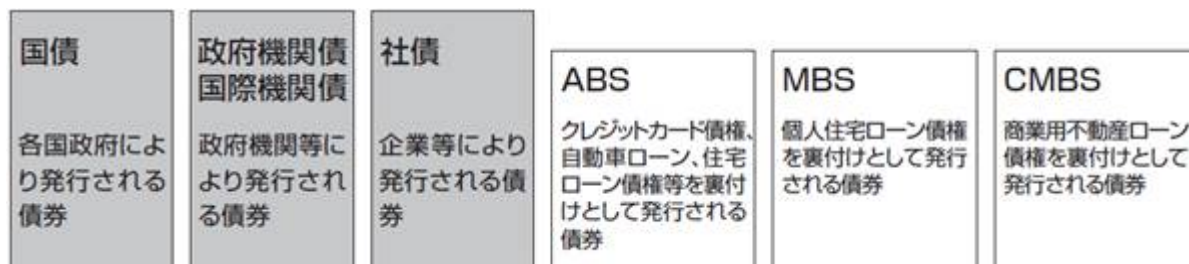 国債
各国政府によ
り発行される
債券
政府機関債
国際機関債
政府機関等に
より発行され
る債券
社債
企業等により
発行される債
券
ABS
クレジットカード債権、
自動車ローン、住宅
ローン債権等を裏付
けとして発行される
債券
MBS
個人住宅ローン債権
を裏付けとして発行
される債券
CMBS
商業用不動産ローン
債権を裏付けとして
発行される債券